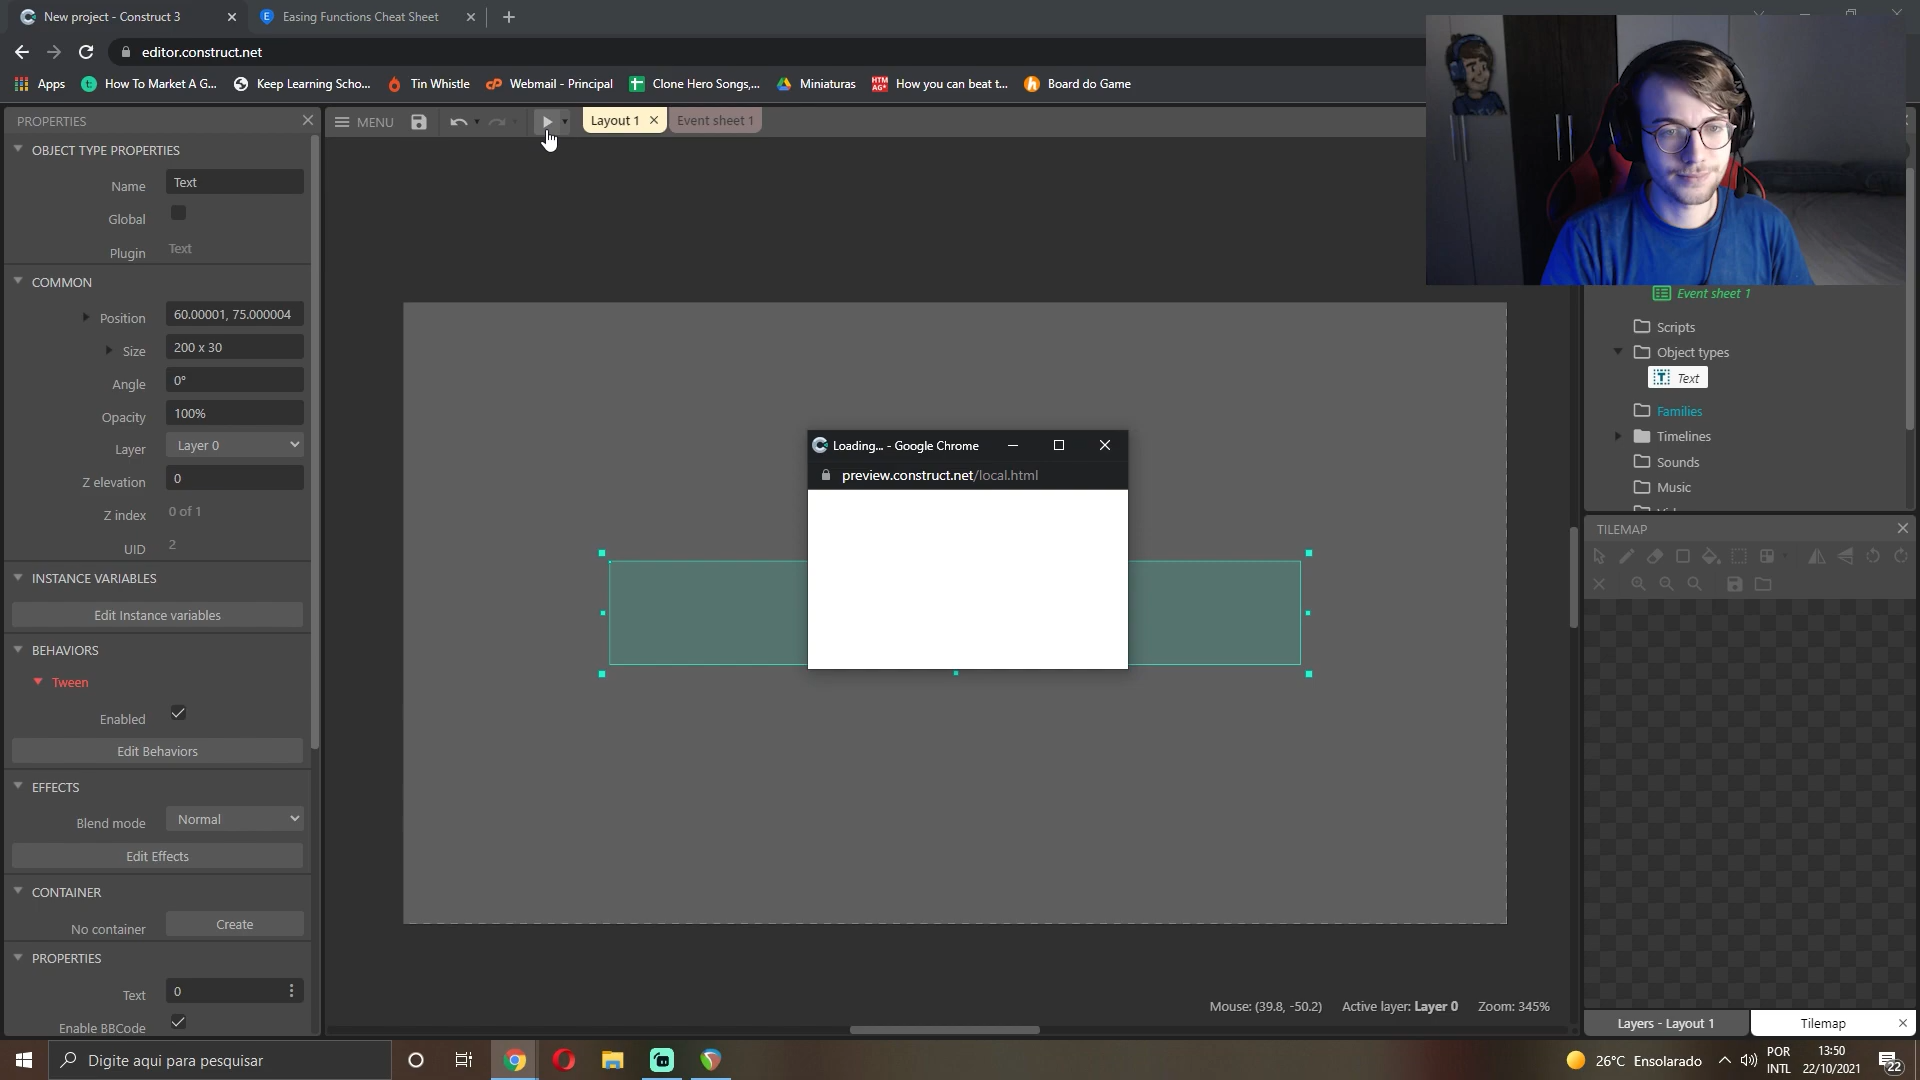 New project - Construct 3
Easing Functions Cheat Sheet
editor.construct.net
Apps
How To Market A G...
Keep Learning Scho...
Tin Whistle
Webmail - Principal
Clone Hero Songs,...
Miniaturas
How you can beat t...
Board do Game
PROPERTIES
MENU
Layout 1
Event sheet 1
OBJECT TYPE PROPERTIES
Name
Text
Global
Plugin
Text
COMMON
Position
60.00001, 75.000004
Size
200 x 30
Angle
0°
Opacity
100%
Layer
Layer 0
Z elevation
0
Z index
0 of 1
UID
2
INSTANCE VARIABLES
Edit Instance variables
BEHAVIORS
Tween
Enabled
Edit Behaviors
EFFECTS
Blend mode
Normal
Edit Effects
CONTAINER
No container
Create
PROPERTIES
Text
0
Enable BBCode
Loading... - Google Chrome
preview.construct.net/local.html
Mouse: (39.8, -50.2)
Active layer: Layer 0
Zoom: 345%
Event sheet 1
Scripts
Object types
Text
Families
Timelines
Sounds
Music
TILEMAP
Layers - Layout 1
Tilemap
Digite aqui para pesquisar
26°C Ensolarado
POR
INTL
13:50
22/10/2021
22